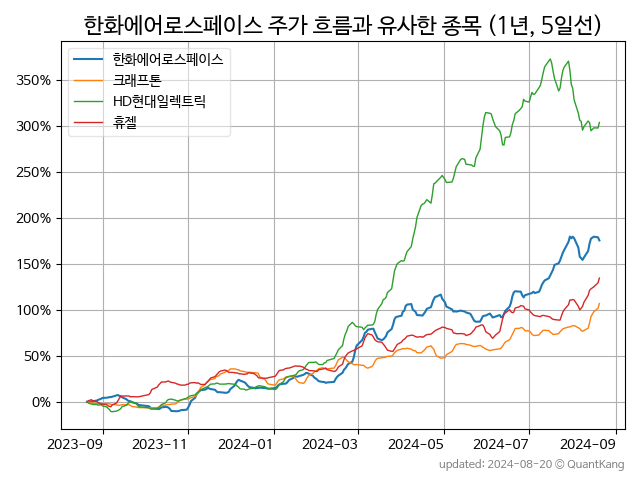 한화에어로스페이스 주가 흐름과 유사한 종목 (1년, 5일선)
한화에어로스페이스
크래프톤
HD현대일렉트릭
휴젤
350%
300%
250%
200%
150%
100%
50%
0%
2023-09 2023-11 2024-01 2024-03 2024-05 2024-07 2024-09
updated: 2024-08-20 © QuantKang